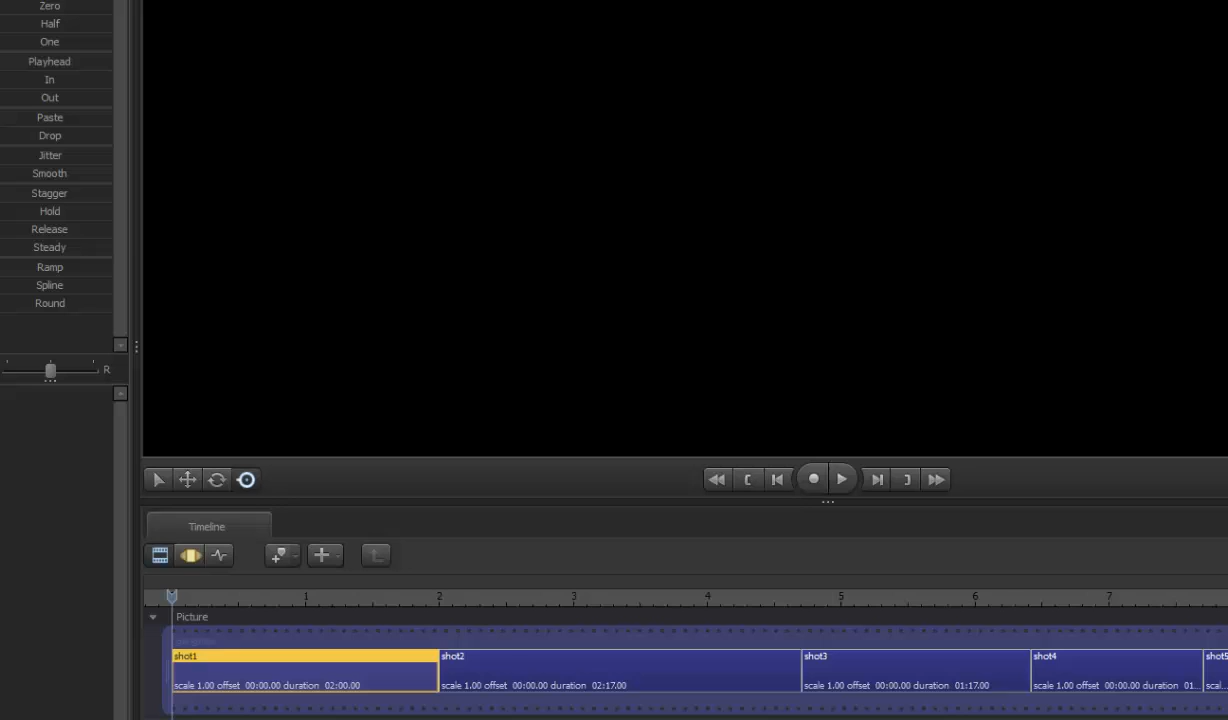 Zero
Half
One
Playhead
In
Out
Paste
Drop
Jitter
Smooth
Stagger
Hold
Release
Steady
Ramp
Spline
Round
R
Timeline
1 2 3 4 5 6 7
Picture
shot1 shot2 shot3 shot4 shot5
scale 1.00 offset 00:00.00 duration 02:00.00 scale 1.00 offset 00:00.00 duration 02:17.00 scale 1.00 offset 00:00.00 duration 01:17.00 scale 1.00 offset 00:00.00 duration 01... scal...